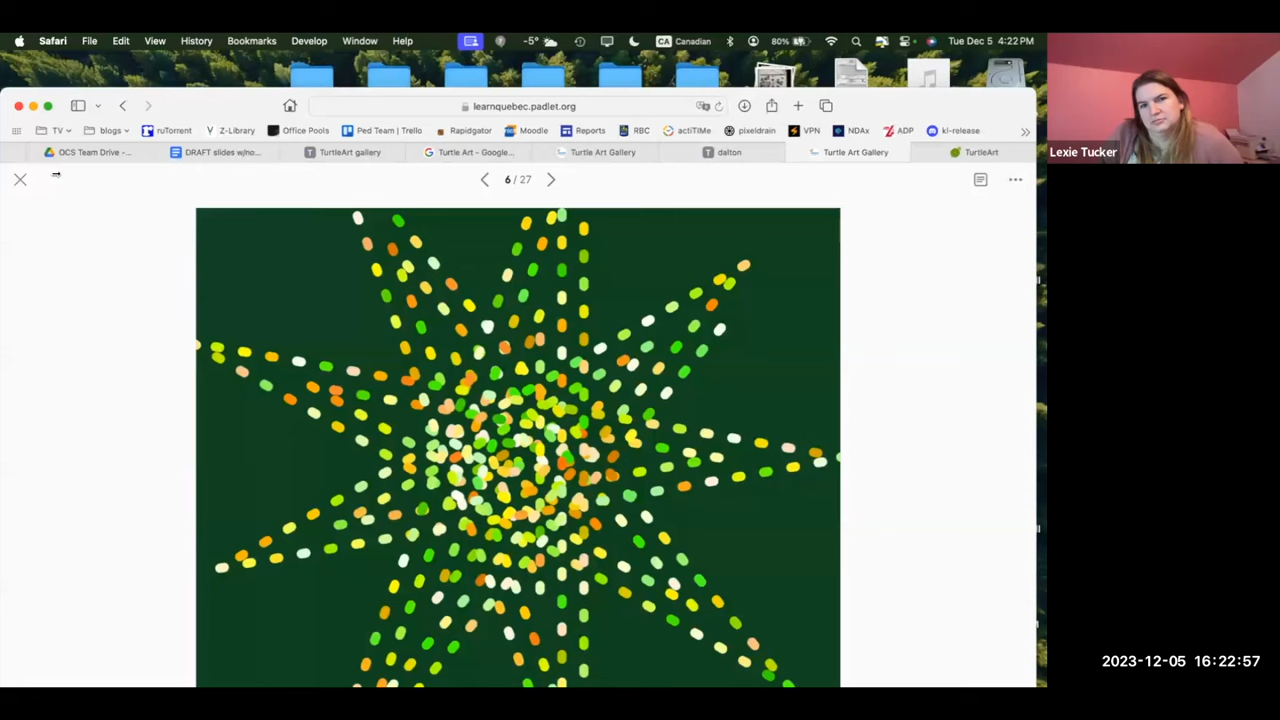 Safari File Edit View History Bookmarks Develop Window Help -5° CA Canadian 80% Tue Dec 5 4:22 PM
learnquebec.padlet.org
TV blogs ruTorrent Z-Library Office Pools Ped Team | Trello Rapidgator Moodle Reports RBC actiTIMe pixeldrain VPN NDAx ADP ki-release
OCS Team Drive -... DRAFT slides w/no... TurtleArt gallery Turtle Art - Google... Turtle Art Gallery dalton Turtle Art Gallery TurtleArt
6 / 27
Lexie Tucker
2023-12-05 16:22:57